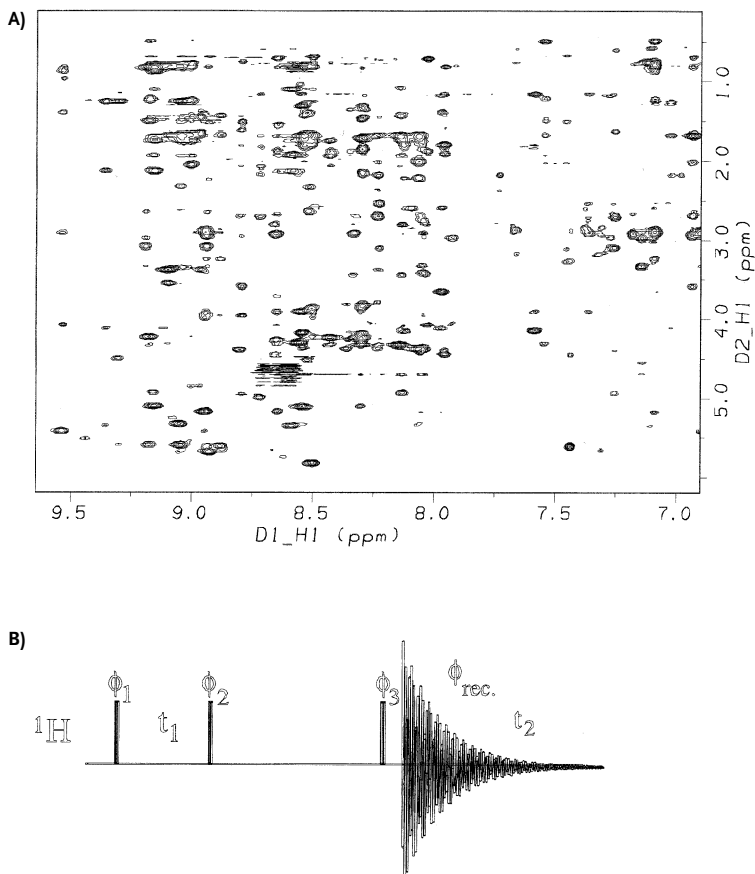 A)
1.0
2.0
3.0
4.0
5.0
D2_H1 (ppm)
9.5 9.0 8.5 8.0 7.5 7.0
D1_H1 (ppm)
B)
ϕ1 ϕ2 ϕ3 ϕrec.
¹H t1 t2